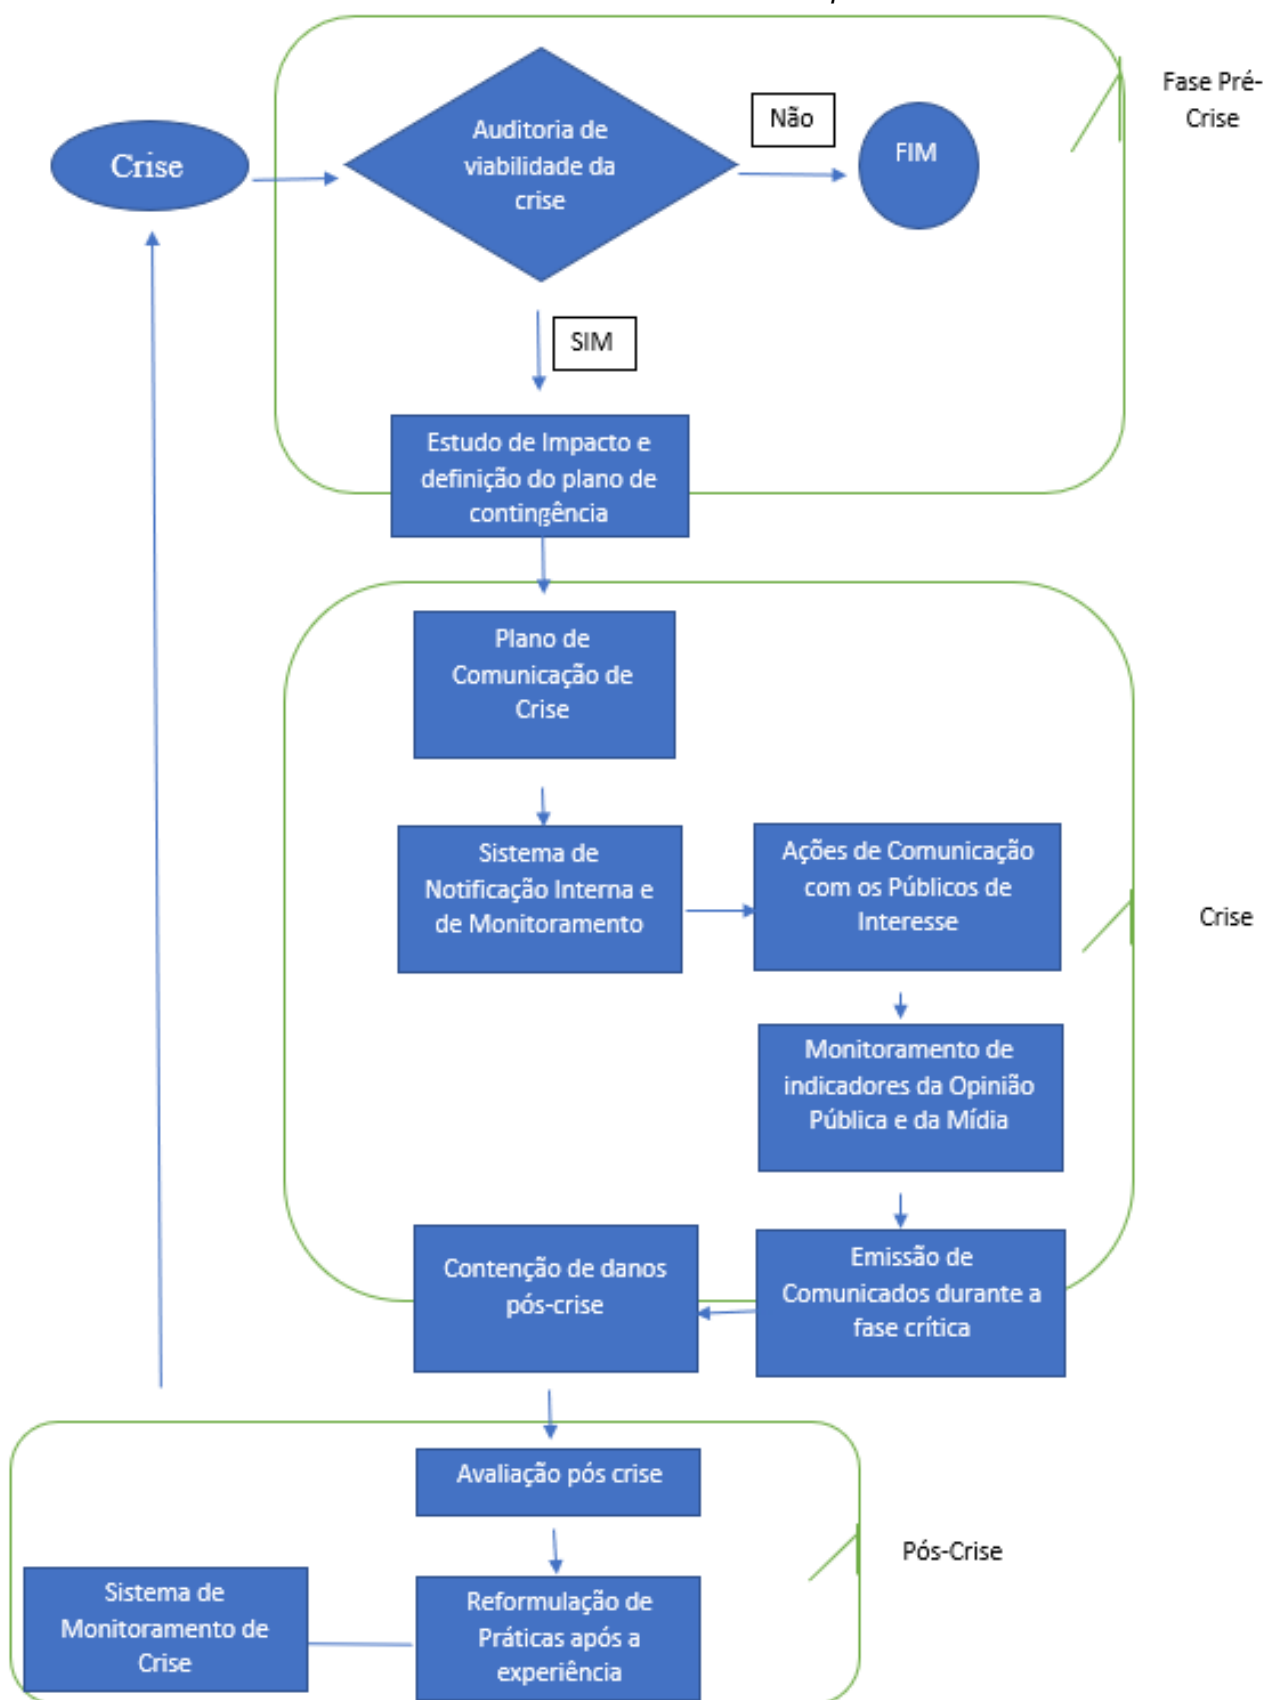 Fase Pré-
Crise
Crise
Auditoria de
viabilidade da
crise
Não
FIM
SIM
Estudo de Impacto e
definição do plano de
contingência
Plano de
Comunicação de
Crise
Sistema de
Notificação Interna e
de Monitoramento
Ações de Comunicação
com os Públicos de
Interesse
Crise
Monitoramento de
indicadores da Opinião
Pública e da Mídia
Emissão de
Comunicados durante a
fase crítica
Contenção de danos
pós-crise
Avaliação pós crise
Pós-Crise
Reformulação de
Práticas após a
experiência
Sistema de
Monitoramento de
Crise